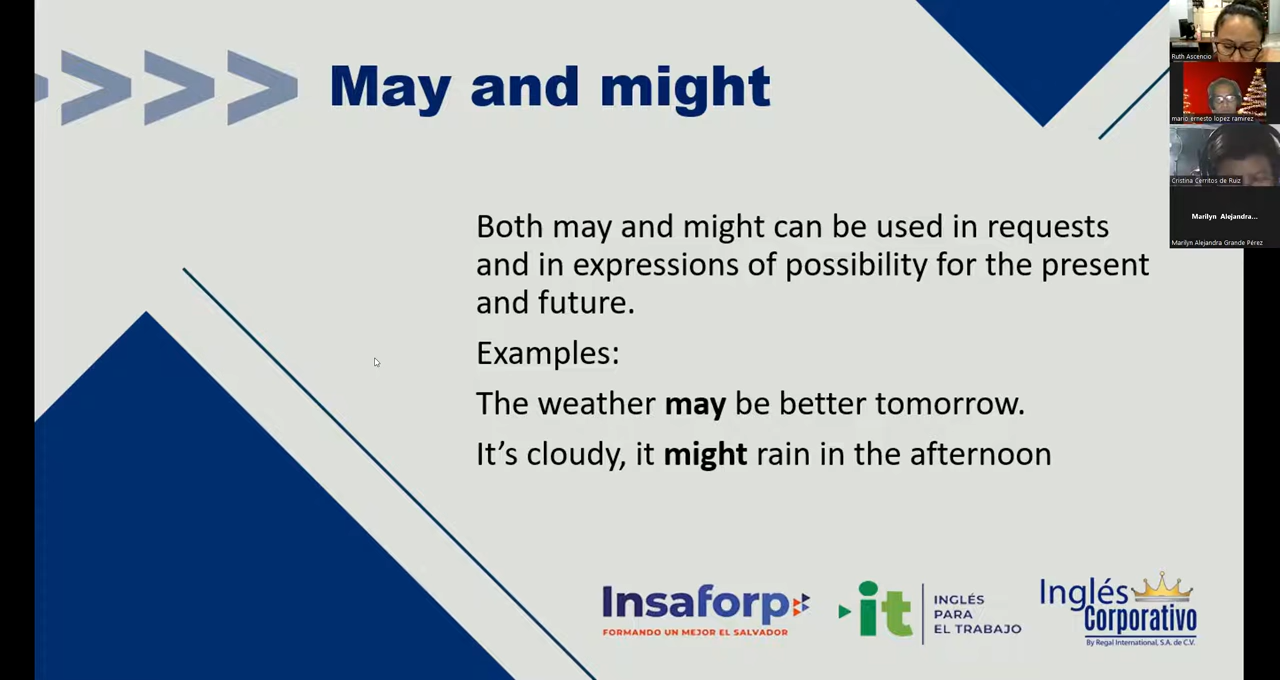 May and might
Both may and might can be used in requests
and in expressions of possibility for the present
and future.
Examples:
The weather may be better tomorrow.
It's cloudy, it might rain in the afternoon
Insaforp
FORMANDO UN MEJOR EL SALVADOR
it
INGLÉS
PARA
EL TRABAJO
Inglés
Corporativo
By Regal International, S.A. de C.V.
Ruth Ascencio
mario ernesto lopez ramirez
Cristina Cerritos de Ruiz
Marilyn Alejandra...
Marilyn Alejandra Grande Pérez